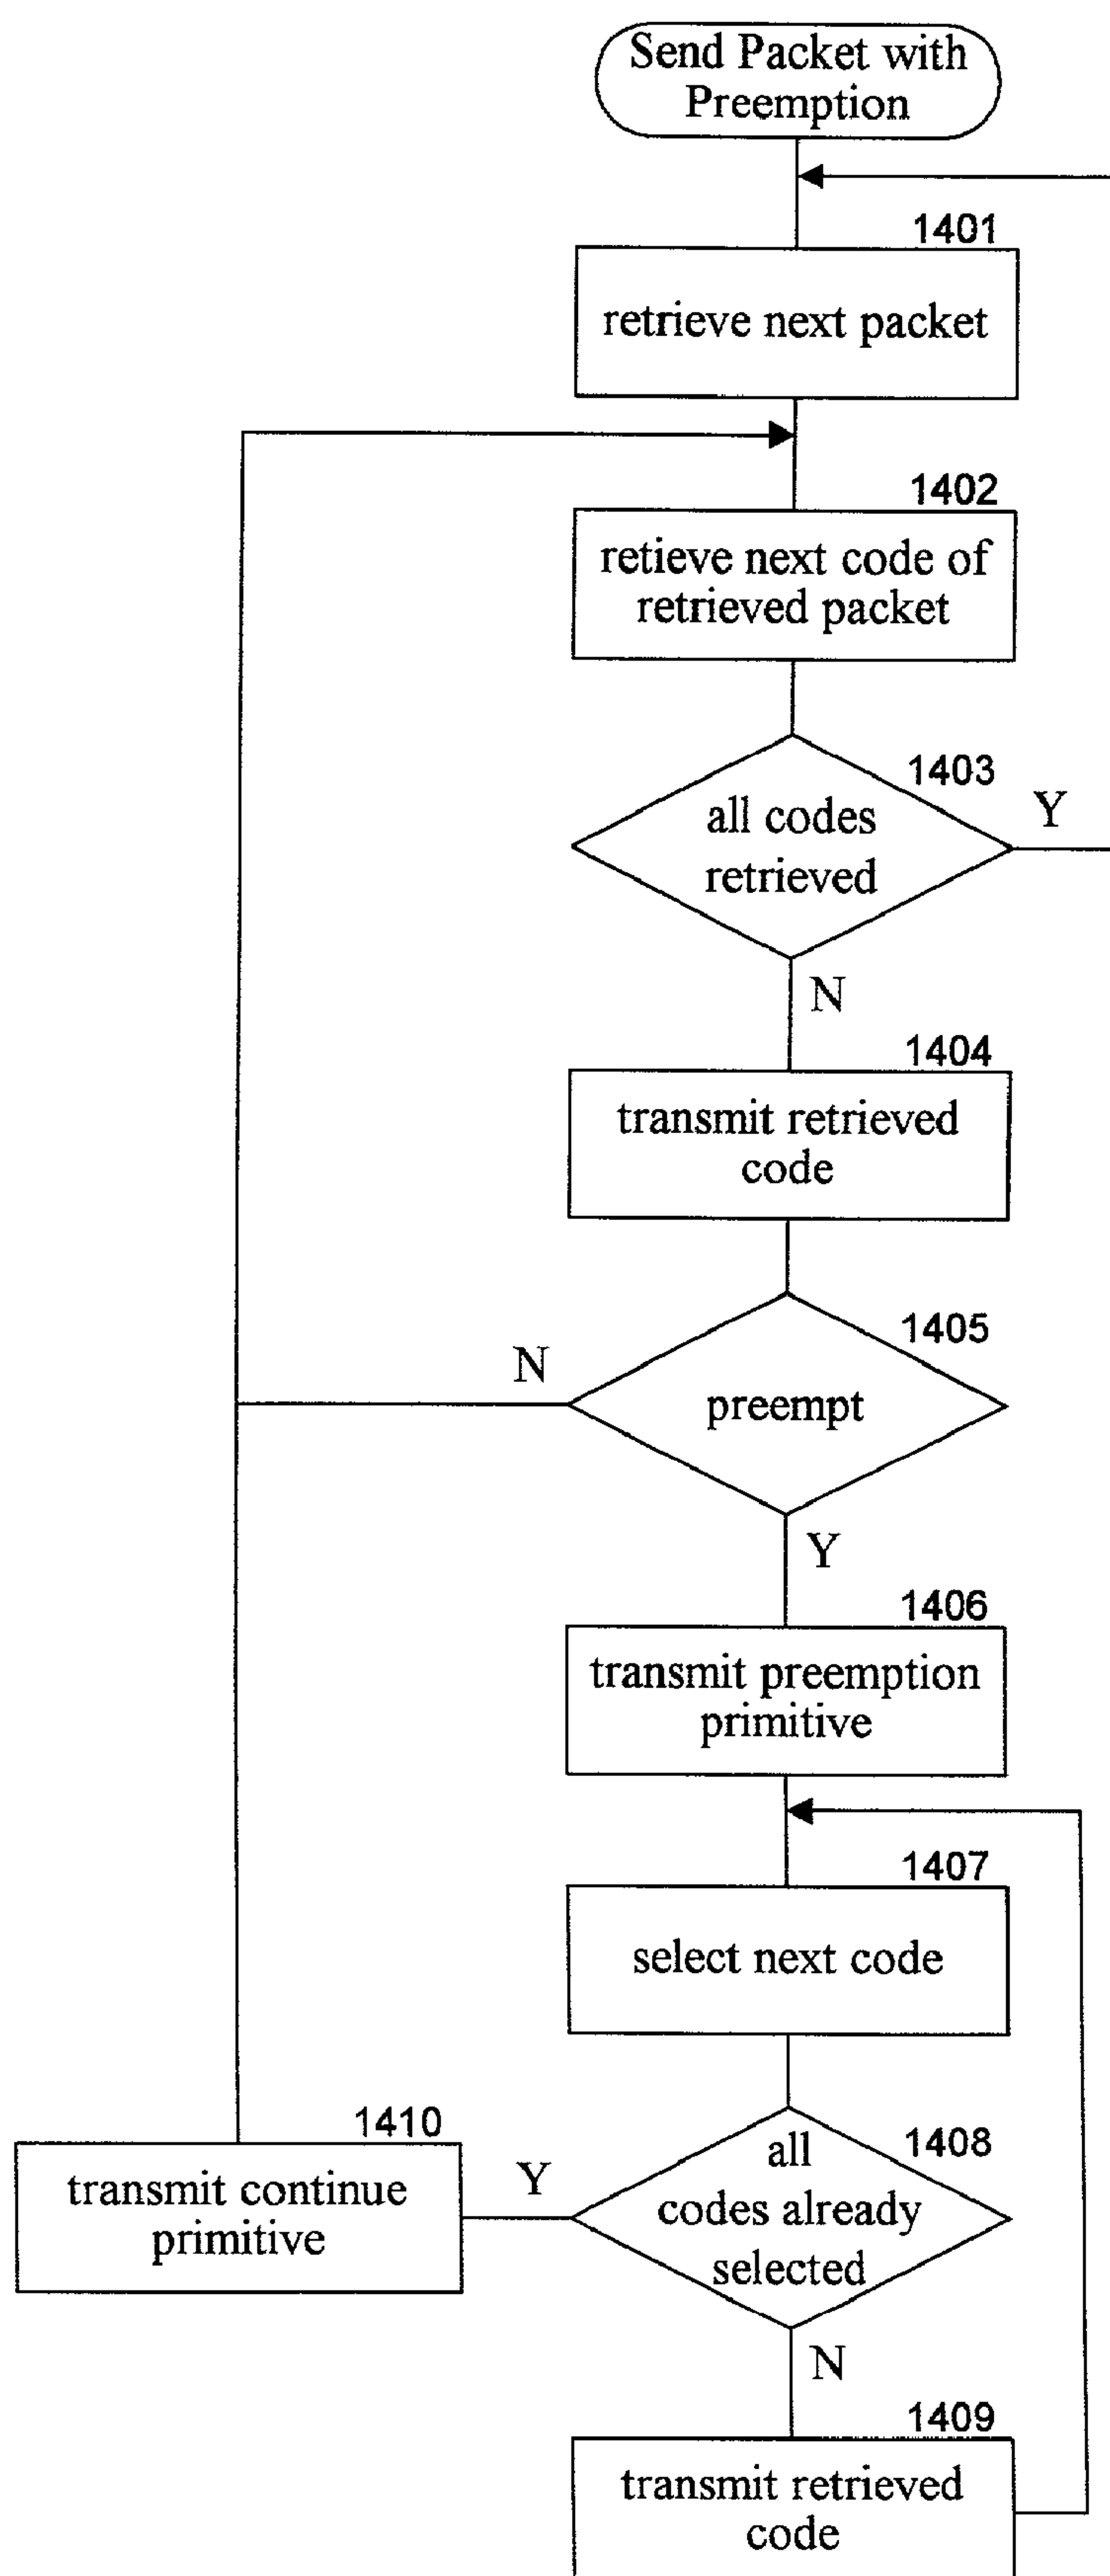 Send Packet with
Preemption
1401
retrieve next packet
1402
retieve next code of
retrieved packet
1403
all codes
retrieved
Y
N
1404
transmit retrieved
code
1405
preempt
N
Y
1406
transmit preemption
primitive
1407
select next code
1408
all
codes already
selected
Y
N
1410
transmit continue
primitive
1409
transmit retrieved
code